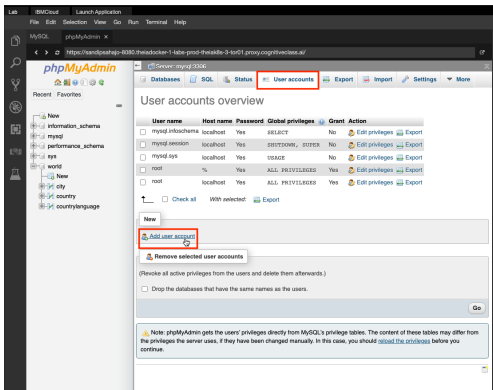 Lab IBMCloud Launch Application
File Edit Selection View Go Run Terminal Help
MySQL phpMyAdmin ×
https://sandipsahajo-8080.theiadocker-1-labs-prod-theiak8s-3-tor01.proxy.cognitiveclass.ai/
phpMyAdmin
Recent Favorites
New
information_schema
mysql
performance_schema
sys
world
New
city
country
countrylanguage
Server: mysql:3306
Databases SQL Status User accounts Export Import Settings More
User accounts overview
User name Host name Password Global privileges Grant Action
mysql.infoschema localhost Yes SELECT No Edit privileges Export
mysql.session localhost Yes SHUTDOWN, SUPER No Edit privileges Export
mysql.sys localhost Yes USAGE No Edit privileges Export
root % Yes ALL PRIVILEGES Yes Edit privileges Export
root localhost Yes ALL PRIVILEGES Yes Edit privileges Export
Check all With selected: Export
New
Add user account
Remove selected user accounts
(Revoke all active privileges from the users and delete them afterwards.)
Drop the databases that have the same names as the users.
Go
Note: phpMyAdmin gets the users' privileges directly from MySQL's privilege tables. The content of these tables may differ from
the privileges the server uses, if they have been changed manually. In this case, you should reload the privileges before you
continue.